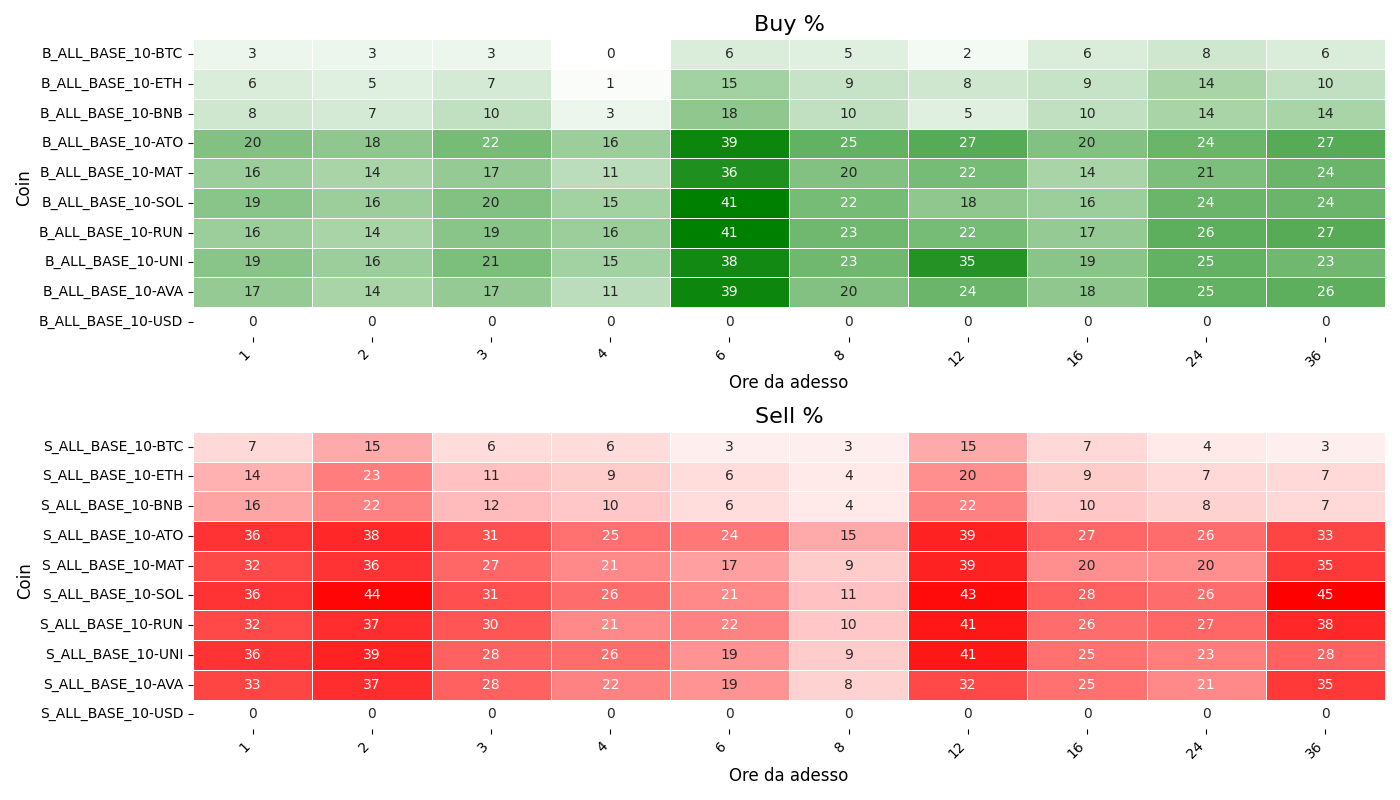 Buy %
Coin
B_ALL_BASE_10-BTC 3 3 3 0 6 5 2 6 8 6
B_ALL_BASE_10-ETH 6 5 7 1 15 9 8 9 14 10
B_ALL_BASE_10-BNB 8 7 10 3 18 10 5 10 14 14
B_ALL_BASE_10-ATO 20 18 22 16 39 25 27 20 24 27
B_ALL_BASE_10-MAT 16 14 17 11 36 20 22 14 21 24
B_ALL_BASE_10-SOL 19 16 20 15 41 22 18 16 24 24
B_ALL_BASE_10-RUN 16 14 19 16 41 23 22 17 26 27
B_ALL_BASE_10-UNI 19 16 21 15 38 23 35 19 25 23
B_ALL_BASE_10-AVA 17 14 17 11 39 20 24 18 25 26
B_ALL_BASE_10-USD 0 0 0 0 0 0 0 0 0 0
1 2 3 4 6 8 12 16 24 36
Ore da adesso
Sell %
Coin
S_ALL_BASE_10-BTC 7 15 6 6 3 3 15 7 4 3
S_ALL_BASE_10-ETH 14 23 11 9 6 4 20 9 7 7
S_ALL_BASE_10-BNB 16 22 12 10 6 4 22 10 8 7
S_ALL_BASE_10-ATO 36 38 31 25 24 15 39 27 26 33
S_ALL_BASE_10-MAT 32 36 27 21 17 9 39 20 20 35
S_ALL_BASE_10-SOL 36 44 31 26 21 11 43 28 26 45
S_ALL_BASE_10-RUN 32 37 30 21 22 10 41 26 27 38
S_ALL_BASE_10-UNI 36 39 28 26 19 9 41 25 23 28
S_ALL_BASE_10-AVA 33 37 28 22 19 8 32 25 21 35
S_ALL_BASE_10-USD 0 0 0 0 0 0 0 0 0 0
1 2 3 4 6 8 12 16 24 36
Ore da adesso